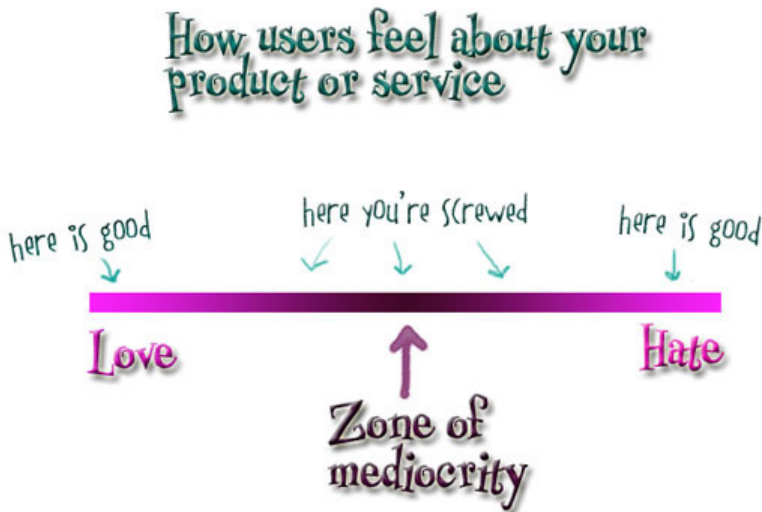 How users feel about your
product or service
here is good
here you're screwed
here is good
Love
Hate
Zone of
mediocrity